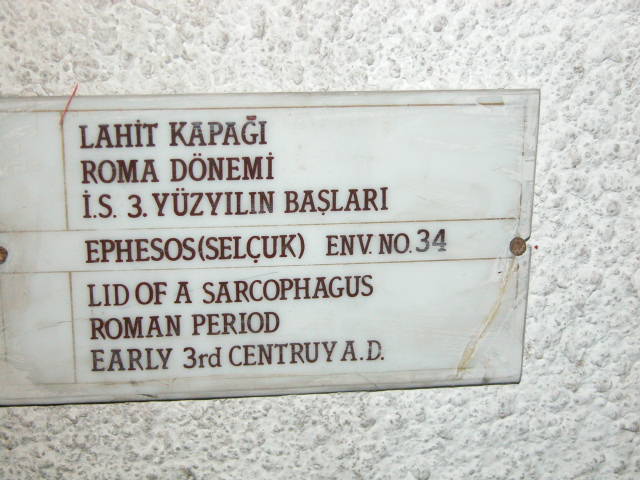 LAHİT KAPAĞI
ROMA DÖNEMİ
İ.S. 3. YÜZYILIN BAŞLARI
EPHESOS(SELÇUK) ENV. NO. 34
LID OF A SARCOPHAGUS
ROMAN PERIOD
EARLY 3rd CENTRUY A.D.